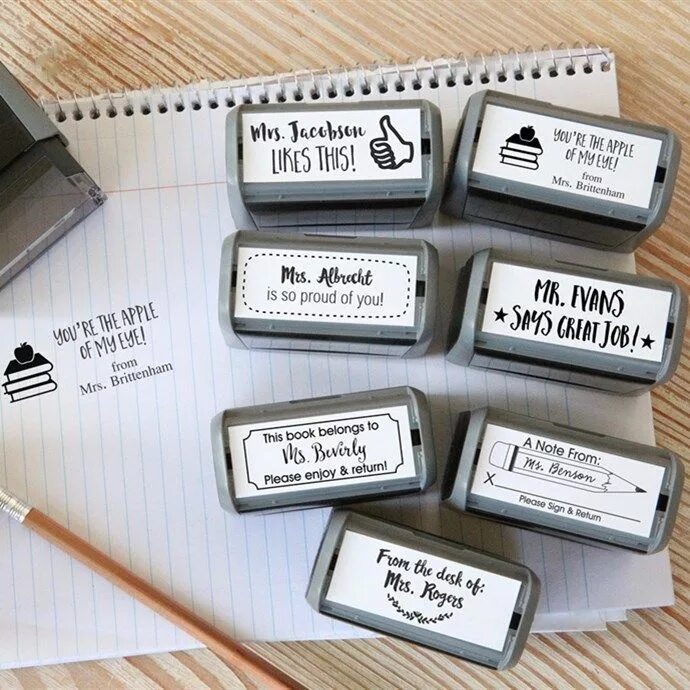 Mrs. Jacobson
LIKES THIS!
YOU'RE THE APPLE
OF MY EYE!
from
Mrs. Brittenham
Mrs. Albrecht
is so proud of you!
MR. EVANS
SAYS GREAT JOB!
YOU'RE THE APPLE
OF MY EYE!
from
Mrs. Brittenham
This book belongs to
Ms. Beverly
Please enjoy & return!
A Note From:
Ms. Benson
X
Please Sign & Return
From the desk of:
Mrs. Rogers